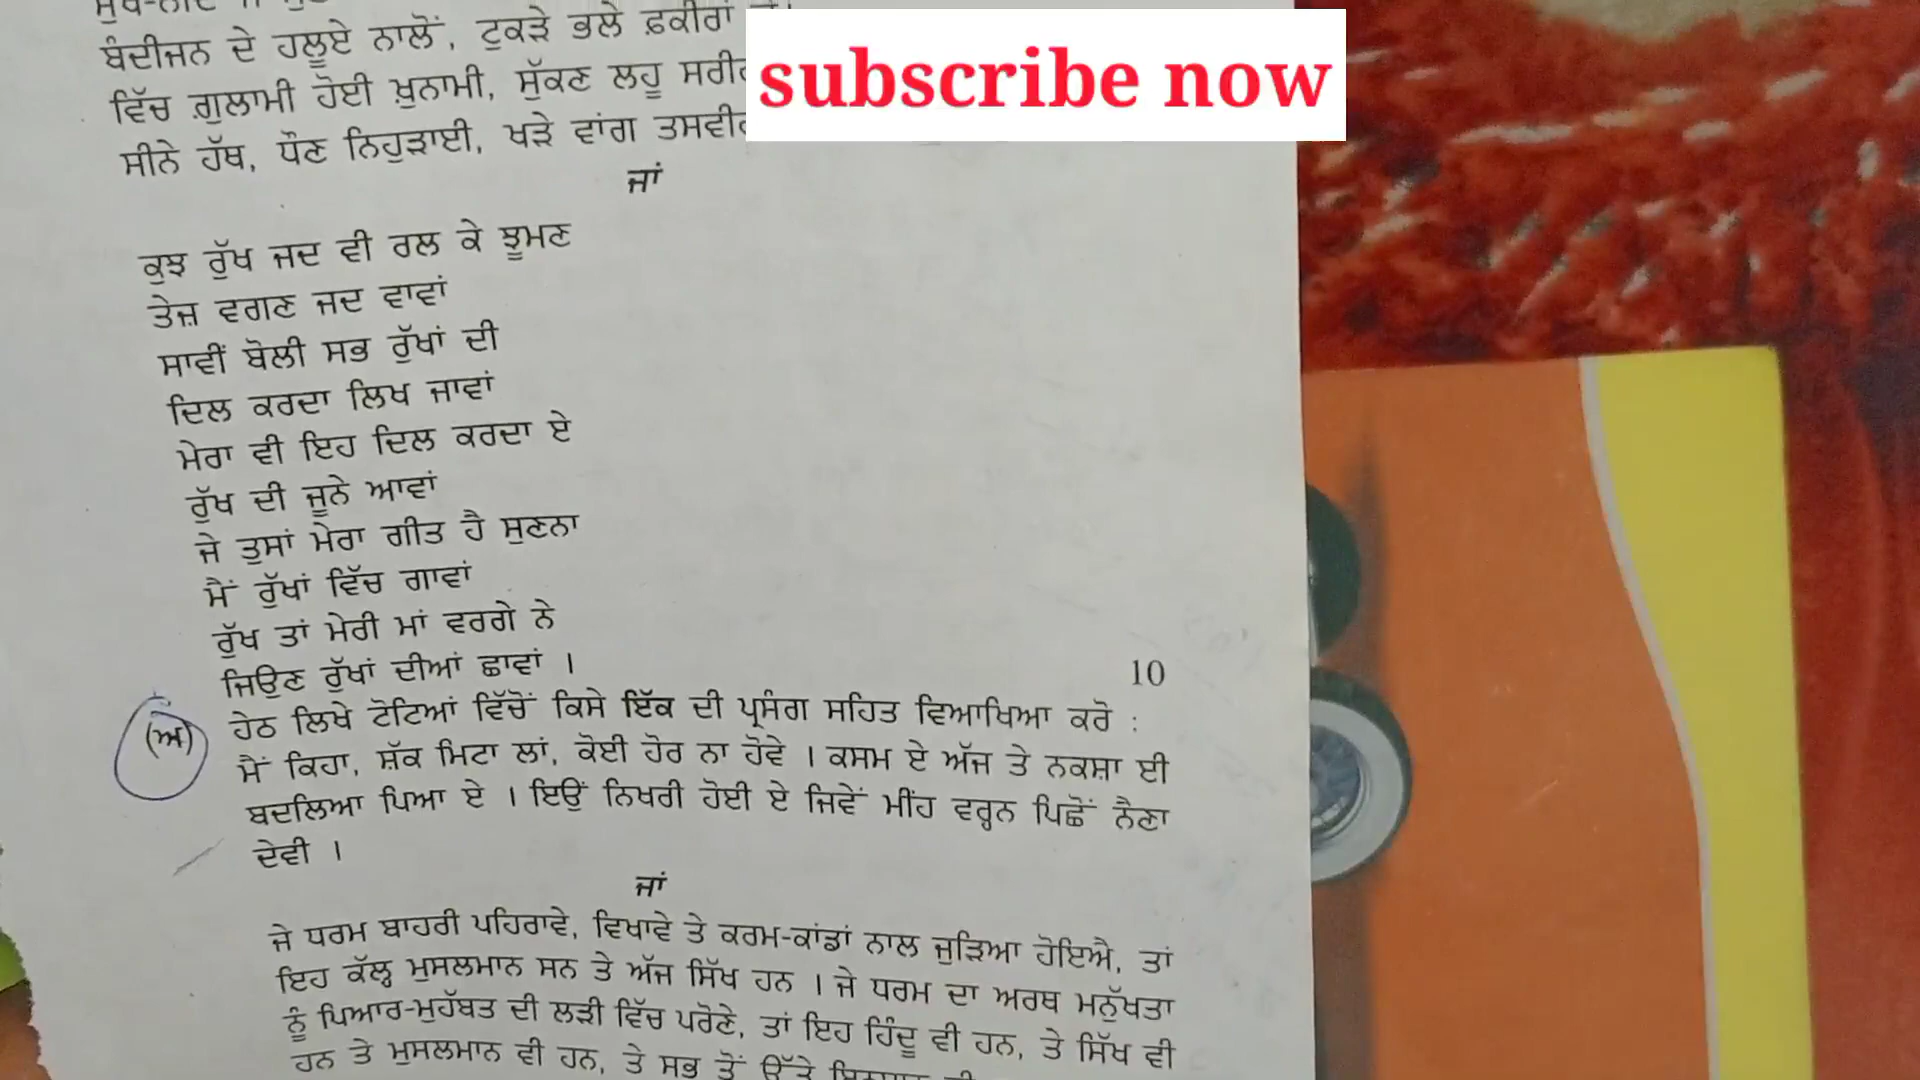 ਬੰਦੀਜਨ ਦੇ ਹਲੂਏ ਨਾਲੋਂ, ਟੁਕੜੇ ਭਲੇ ਫ਼ਕੀਰਾਂ
ਵਿੱਚ ਗ਼ੁਲਾਮੀ ਹੋਈ ਖ਼ੁਨਾਮੀ, ਸੁੱਕਣ ਲਹੂ
ਸੀਨੇ ਹੱਥ, ਧੌਣ ਨਿਹੁੜਾਈ, ਖੜੇ ਵਾਂਗ
subscribe now
ਜਾਂ
ਕੁਝ ਰੁੱਖ ਜਦ ਵੀ ਰਲ ਕੇ ਝੂਮਣ
ਤੇਜ਼ ਵਗਣ ਜਦ ਵਾਵਾਂ
ਸਾਵੀਂ ਬੋਲੀ ਸਭ ਰੁੱਖਾਂ ਦੀ
ਦਿਲ ਕਰਦਾ ਲਿਖ ਜਾਵਾਂ
ਮੇਰਾ ਵੀ ਇਹ ਦਿਲ ਕਰਦਾ ਏ
ਰੁੱਖ ਦੀ ਜੂਨੇ ਆਵਾਂ
ਜੇ ਤੁਸਾਂ ਮੇਰਾ ਗੀਤ ਹੈ ਸੁਣਨਾ
ਮੈਂ ਰੁੱਖਾਂ ਵਿੱਚ ਗਾਵਾਂ
ਰੁੱਖ ਤਾਂ ਮੇਰੀ ਮਾਂ ਵਰਗੇ ਨੇ
ਜਿਉਣ ਰੁੱਖਾਂ ਦੀਆਂ ਛਾਵਾਂ । 10
(ਅ) ਹੇਠ ਲਿਖੇ ਟੋਟਿਆਂ ਵਿੱਚੋਂ ਕਿਸੇ ਇੱਕ ਦੀ ਪ੍ਰਸੰਗ ਸਹਿਤ ਵਿਆਖਿਆ ਕਰੋ :
ਮੈਂ ਕਿਹਾ, ਸ਼ੱਕ ਮਿਟਾ ਲਾਂ, ਕੋਈ ਹੋਰ ਨਾ ਹੋਵੇ । ਕਸਮ ਏ ਅੱਜ ਤੇ ਨਕਸ਼ਾ ਈ
ਬਦਲਿਆ ਪਿਆ ਏ । ਇਉਂ ਨਿਖਰੀ ਹੋਈ ਏ ਜਿਵੇਂ ਮੀਂਹ ਵਰ੍ਹਨ ਪਿਛੋਂ ਨੈਣਾ
ਦੇਵੀ ।
ਜਾਂ
ਜੇ ਧਰਮ ਬਾਹਰੀ ਪਹਿਰਾਵੇ, ਵਿਖਾਵੇ ਤੇ ਕਰਮ-ਕਾਂਡਾਂ ਨਾਲ ਜੁੜਿਆ ਹੋਇਐ, ਤਾਂ
ਇਹ ਕੱਲ੍ਹ ਮੁਸਲਮਾਨ ਸਨ ਤੇ ਅੱਜ ਸਿੱਖ ਹਨ । ਜੇ ਧਰਮ ਦਾ ਅਰਥ ਮਨੁੱਖਤਾ
ਨੂੰ ਪਿਆਰ-ਮੁਹੱਬਤ ਦੀ ਲੜੀ ਵਿੱਚ ਪਰੋਣੇ, ਤਾਂ ਇਹ ਹਿੰਦੂ ਵੀ ਹਨ, ਤੇ ਸਿੱਖ ਵੀ
ਹਨ ਤੇ ਮੁਸਲਮਾਨ ਵੀ ਹਨ, ਤੇ ਸਭ ਤੋਂ ਉੱਤੇ